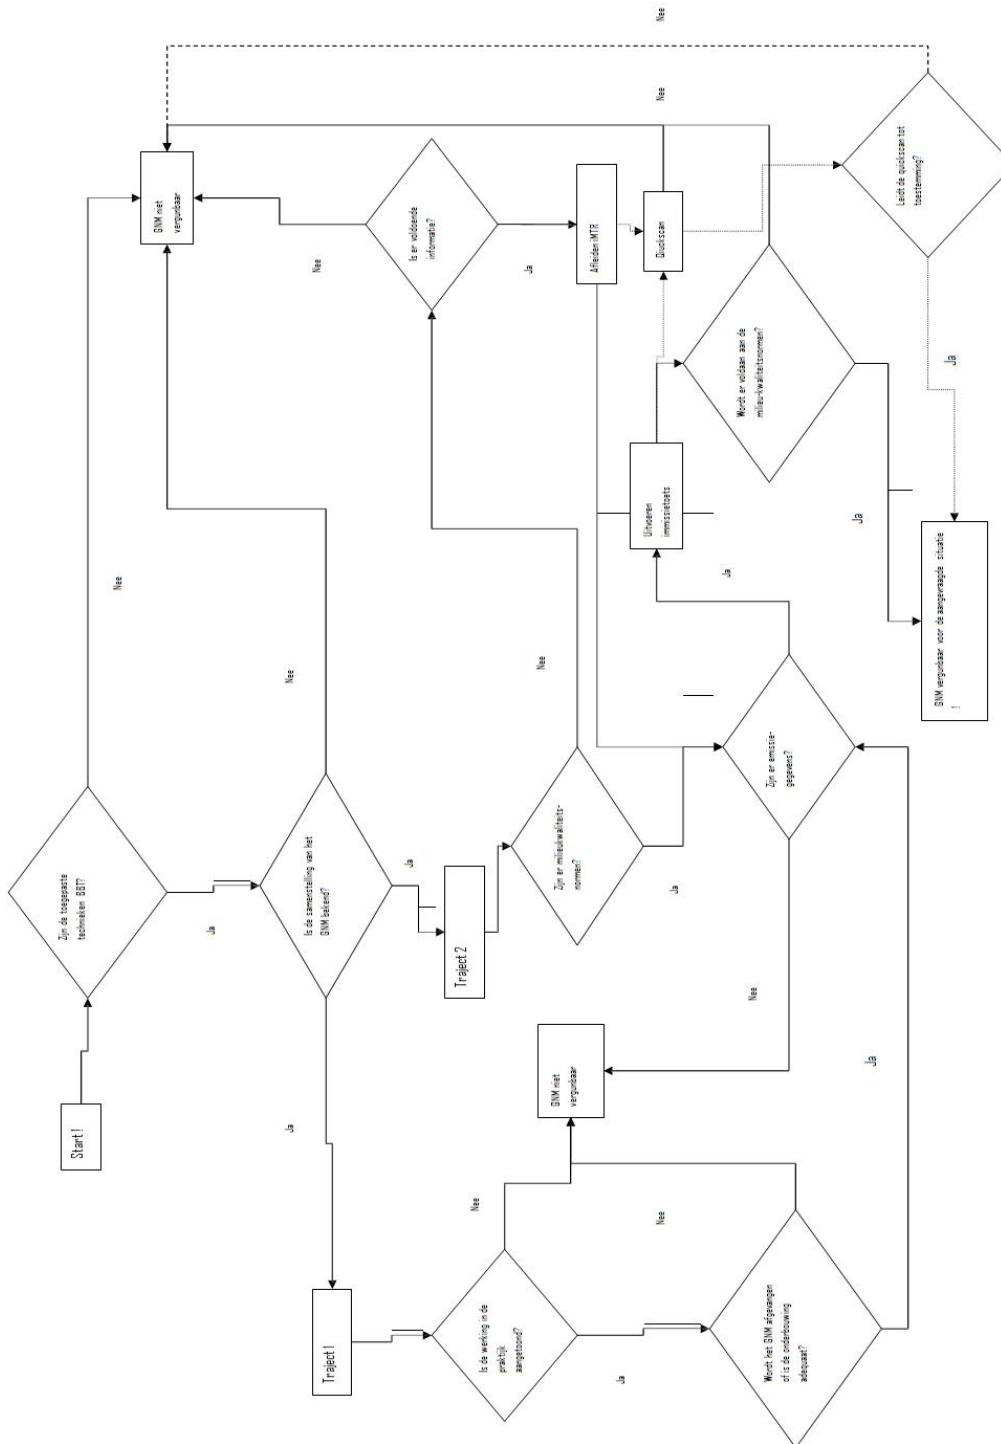 Start!
Zijn de toegepaste
technieken BBT?
Nee
GNM niet
vergunbaar
Ja
Is de samenstelling van het
GNM bekend?
Nee
Ja
Ja
Traject 1
Traject 2
Is er voldoende
informatie?
Nee
Ja
Is de werking in de
praktijk
aangetoond?
Nee
Ja
GNM niet
vergunbaar
Zijn er milieukwaliteits-
normen?
Nee
Ja
Afleiden iMTR
Quickscan
Nee
Nee
Uitvoeren
immissietoets
Wordt er voldaan aan de
milieu-kwaliteitsnormen?
Ja
Wordt het GNM afgevangen
of is de onderbouwing
adequaat?
Nee
Ja
Zijn er emissie-
gegevens?
Nee
Ja
Leidt de quickscan tot
toestemming?
Ja
GNM vergunbaar voor de aangevraagde situatie
!